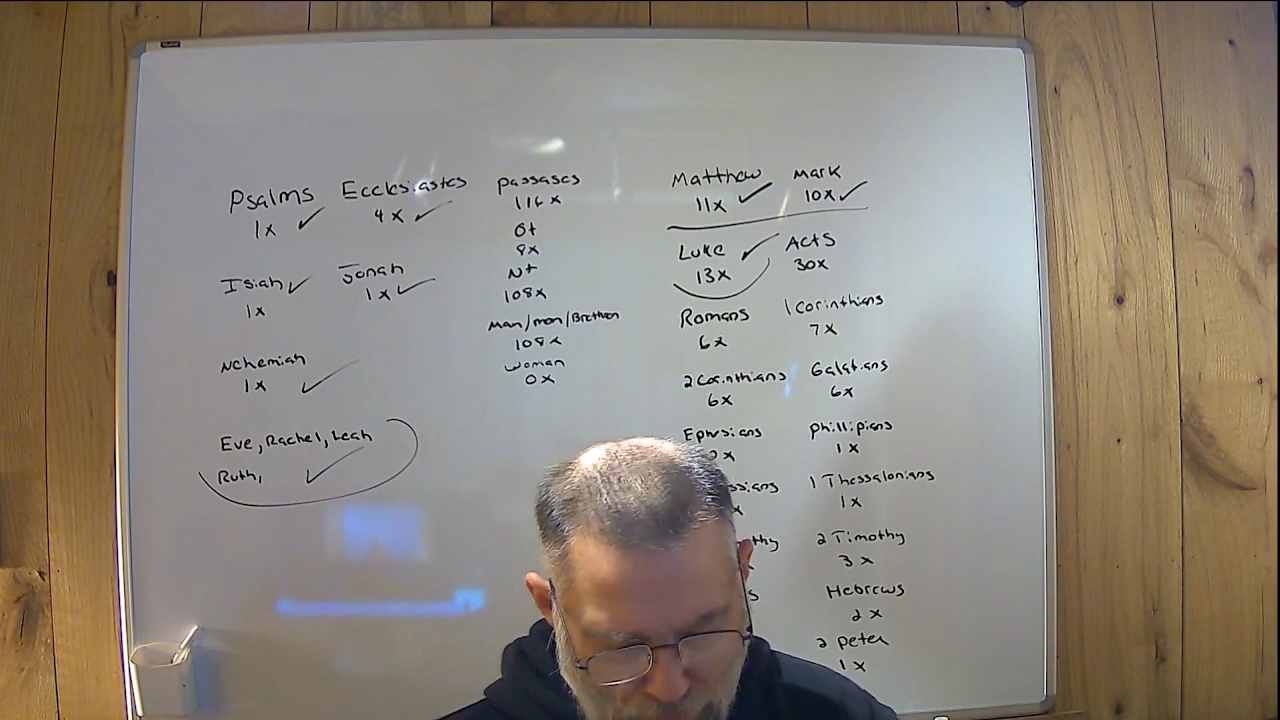 Psalms
1x ✓
Ecclesiastes
4x ✓
Isiah ✓
1x
Jonah
1x ✓
Nehemiah
1x ✓
Eve, Rachel, Leah
Ruth, ✓
passages
116x
Ot
8x
Nt
108x
Man/men/Brethren
108x
woman
0x
Matthew
11x ✓
Mark
10x ✓
Luke ✓
13x
Acts
30x
Romans
6x
1 Corinthians
7x
2 Corinthians
6x
Galatians
6x
Ephesians
x
phillipians
1x
ssians
x
1 Thessalonians
1x
thy
2 Timothy
3x
s
Hebrews
2x
2 peter
1x